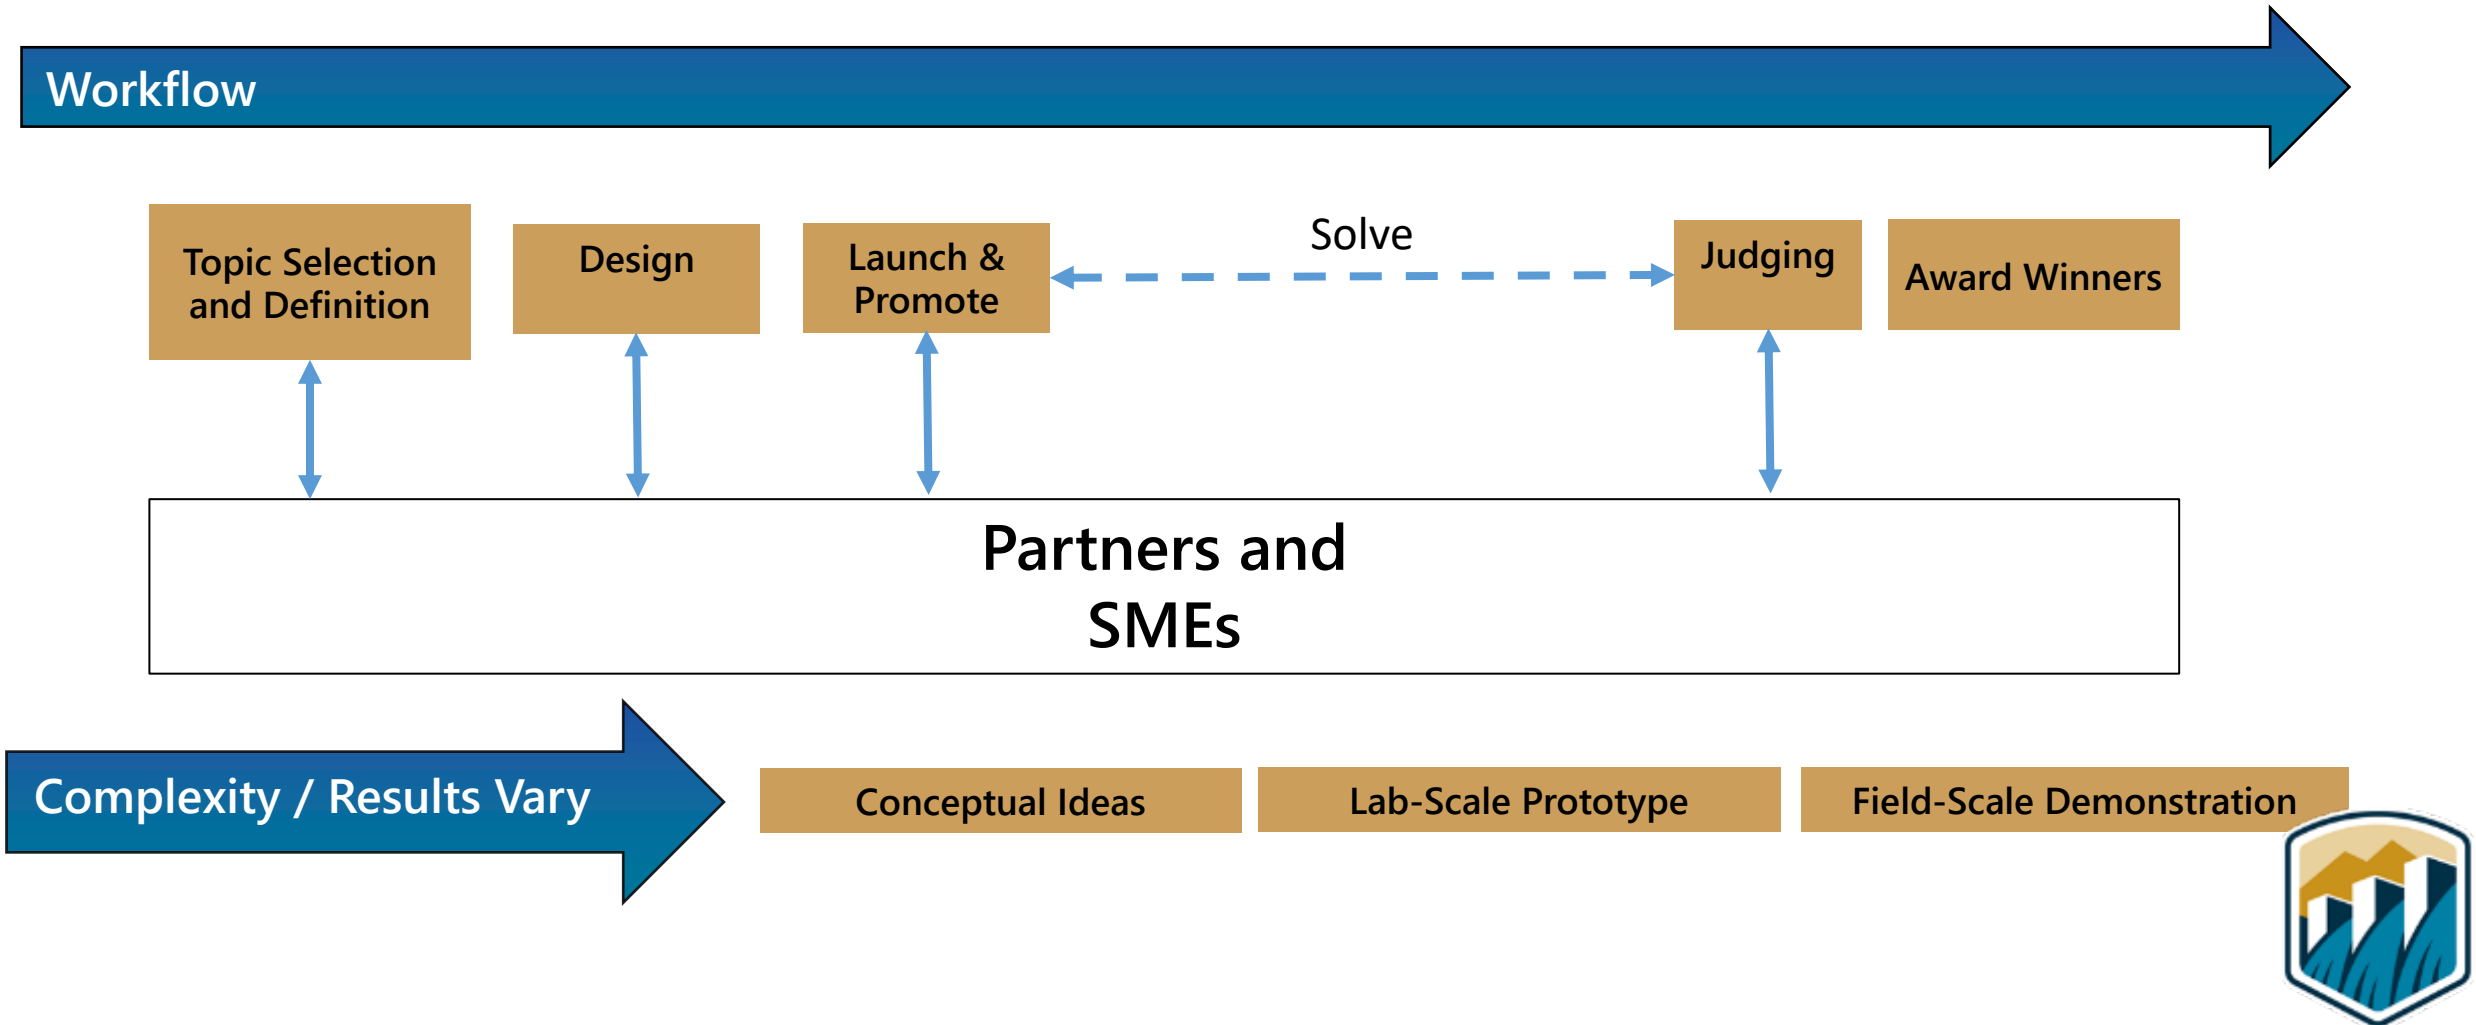 Workflow
Topic Selection
and Definition
Design
Launch &
Promote
Solve
Judging
Award Winners
Partners and
SMEs
Complexity / Results Vary
Conceptual Ideas
Lab-Scale Prototype
Field-Scale Demonstration